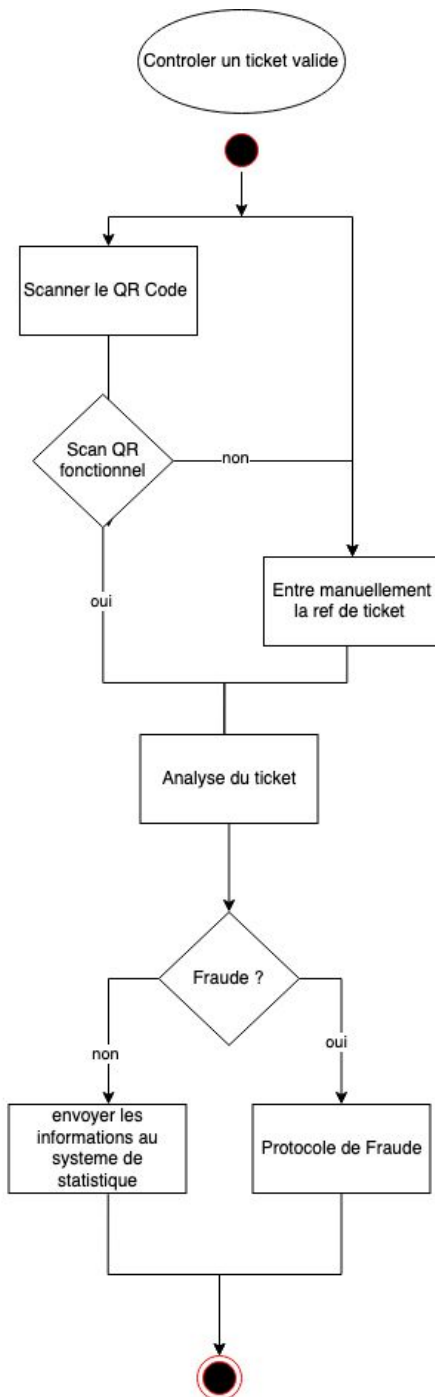 Controler un ticket valide
Scanner le QR Code
Scan QR
fonctionnel
non
Entre manuellement
la ref de ticket
oui
Analyse du ticket
Fraude ?
non
oui
envoyer les
informations au
systeme de
statistique
Protocole de Fraude